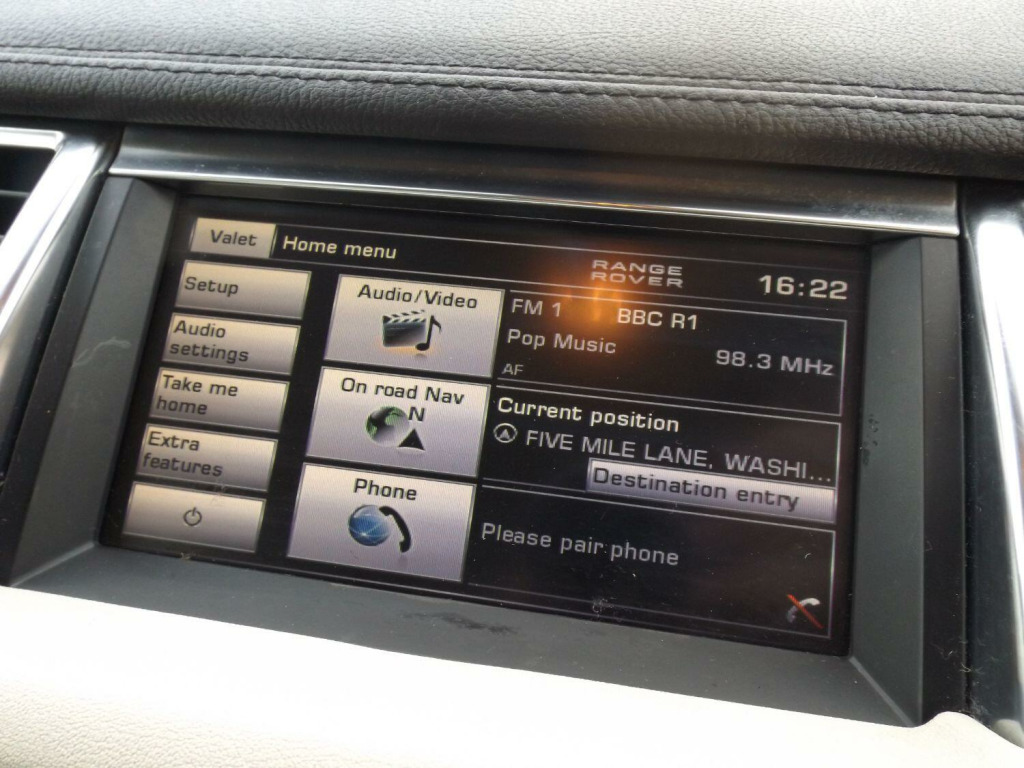 Valet
Home menu
RANGE
ROVER
16:22
Setup
Audio
settings
Take me
home
Extra
features
Audio/Video
On road Nav
N
Phone
FM 1
BBC R1
Pop Music
98.3 MHz
AF
Current position
FIVE MILE LANE, WASHI...
Destination entry
Please pair phone